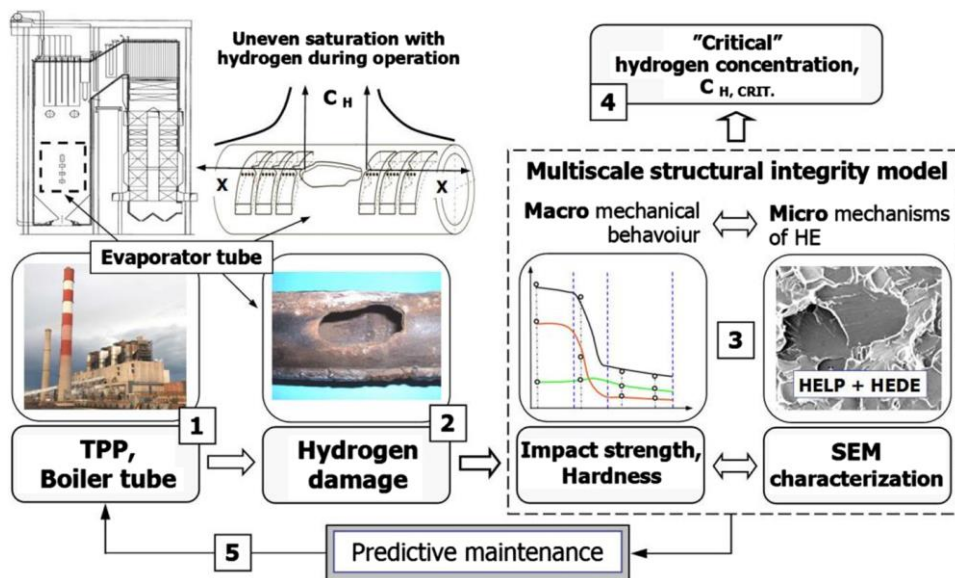 Uneven saturation with
hydrogen during operation
C H
X
X
Evaporator tube
1
TPP,
Boiler tube
2
Hydrogen
damage
”Critical”
hydrogen concentration,
C H, CRIT.
4
Multiscale structural integrity model
Macro mechanical
behavoiur
Micro mechanisms
of HE
3
HELP + HEDE
Impact strength,
Hardness
SEM
characterization
5
Predictive maintenance